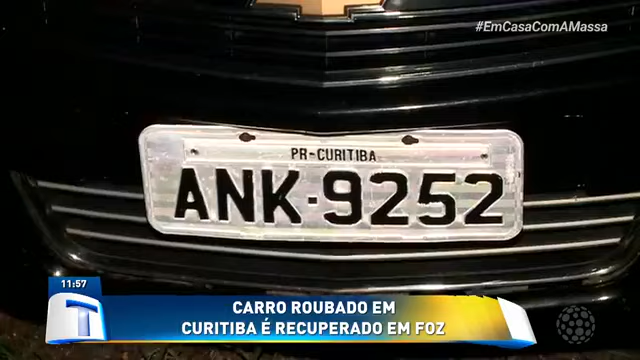 #EmCasaComAMassa
PR-CURITIBA
ANK-9252
11:57
T
CARRO ROUBADO EM
CURITIBA É RECUPERADO EM FOZ